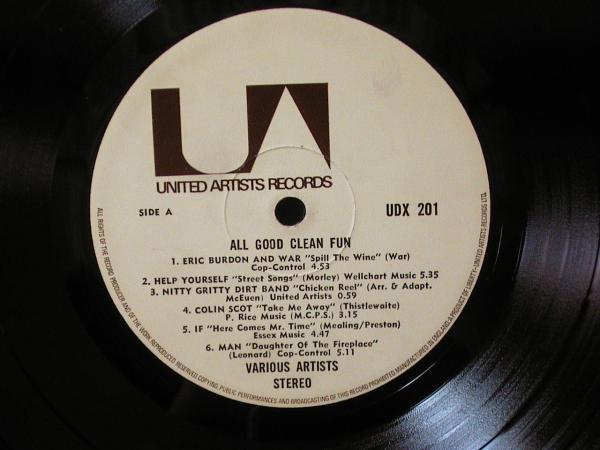 UA
UNITED ARTISTS RECORDS
SIDE A
UDX 201
ALL GOOD CLEAN FUN
1. ERIC BURDON AND WAR "Spill The Wine" (War)
Cop-Control 4.53
2. HELP YOURSELF "Street Songs" (Morley) Wellchart Music 5.35
3. NITTY GRITTY DIRT BAND "Chicken Reel" (Arr. & Adapt.
McEuen) United Artists 0.59
4. COLIN SCOT "Take Me Away" (Thistlewaite)
P. Rice Music (M.C.P.S.) 3.15
5. IF "Here Comes Mr. Time" (Mealing/Preston)
Essex Music 4.47
6. MAN "Daughter Of The Fireplace"
(Leonard) Cop-Control 5.11
VARIOUS ARTISTS
STEREO
ALL RIGHTS OF THE RECORD PRODUCER AND OF THE WORK REPRODUCED RESERVED. COPYING, PUBLIC PERFORMANCES AND BROADCASTING OF THIS RECORD PROHIBITED. MANUFACTURED IN ENGLAND. A PRODUCT OF LIBERTY-UNITED ARTISTS RECORDS LTD.